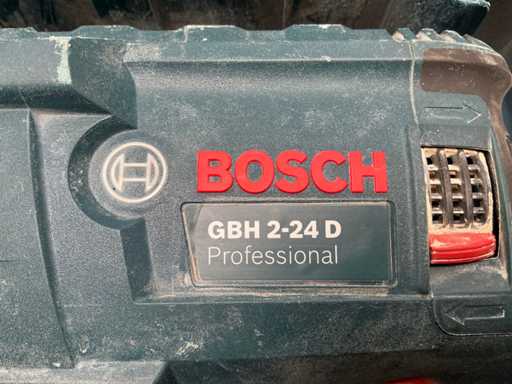 BOSCH
GBH 2-24 D
Professional